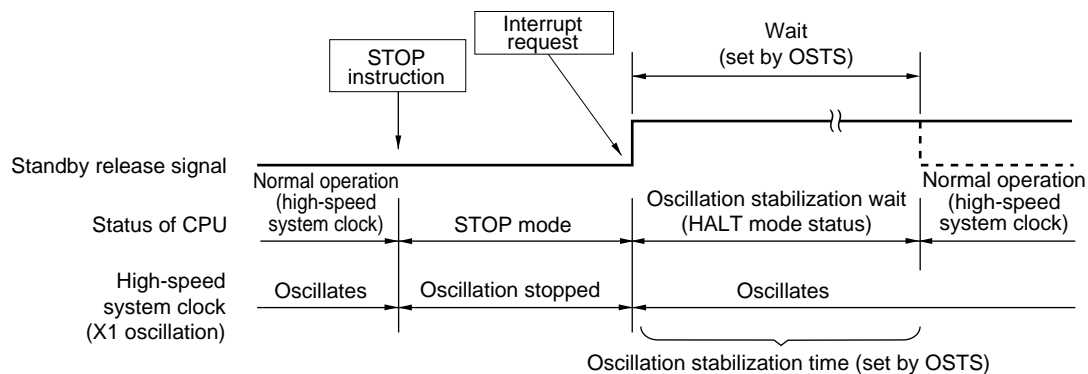 Interrupt
request
Wait
(set by OSTS)
STOP
instruction
Standby release signal
Normal operation
(high-speed
system clock)
Status of CPU
STOP mode
Oscillation stabilization wait
(HALT mode status)
Normal operation
(high-speed
system clock)
High-speed
system clock
(X1 oscillation)
Oscillates
Oscillation stopped
Oscillates
Oscillation stabilization time (set by OSTS)